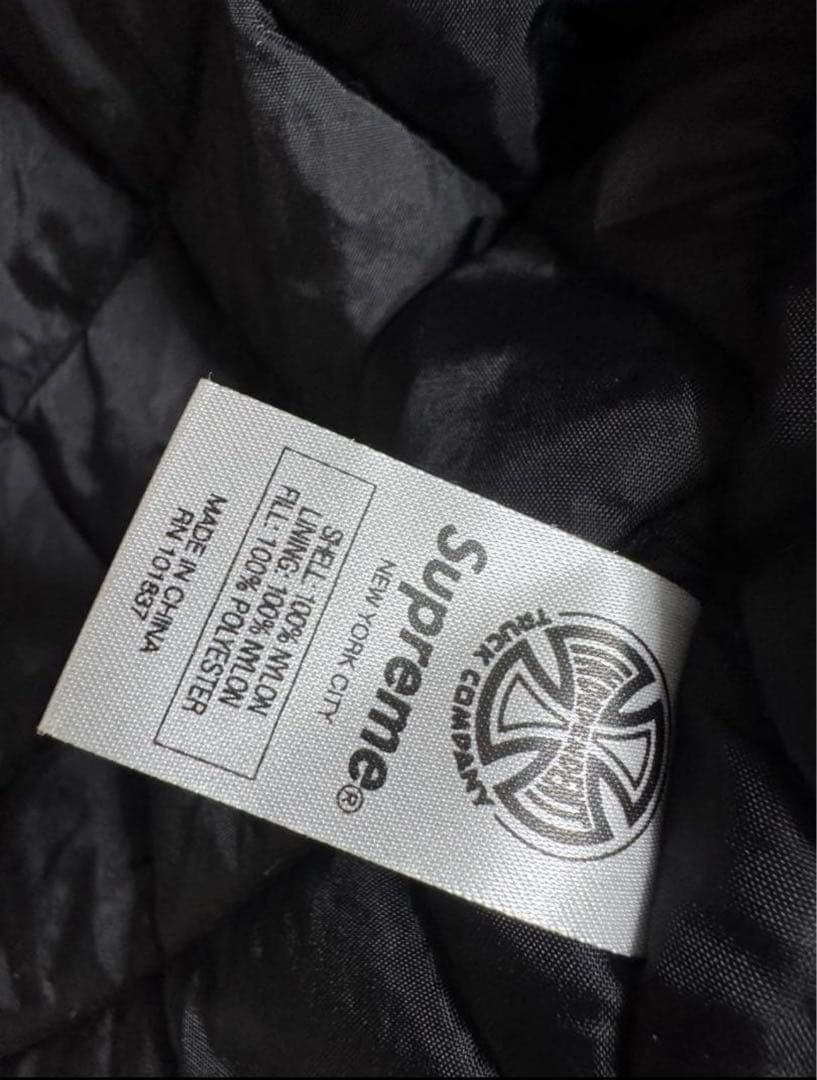 INDEPENDENT
TRUCK COMPANY
Supreme®
NEW YORK CITY
SHELL: 100% NYLON
LINING: 100% NYLON
FILL: 100% POLYESTER
MADE IN CHINA
RN 101837